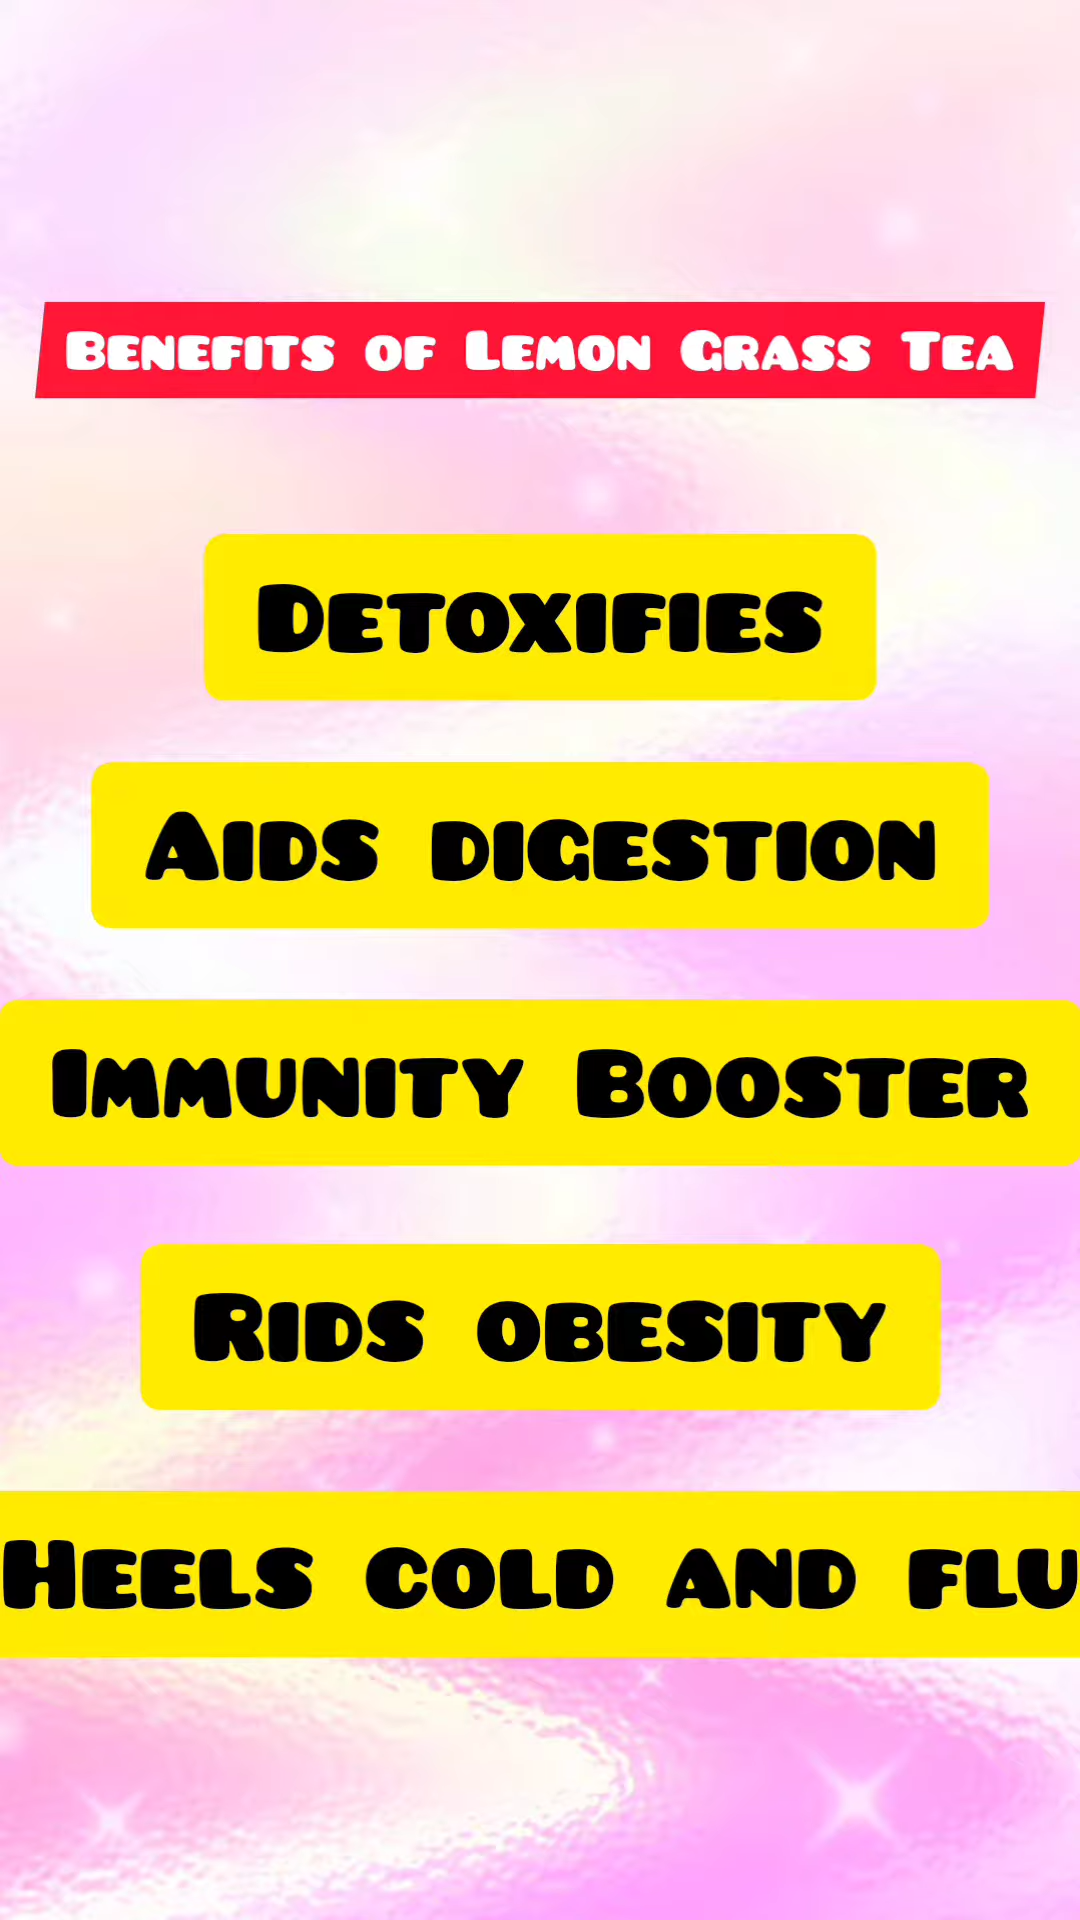 Benefits of Lemon Grass Tea
Detoxifies
Aids digestion
Immunity Booster
Rids obesity
Heels cold and flu